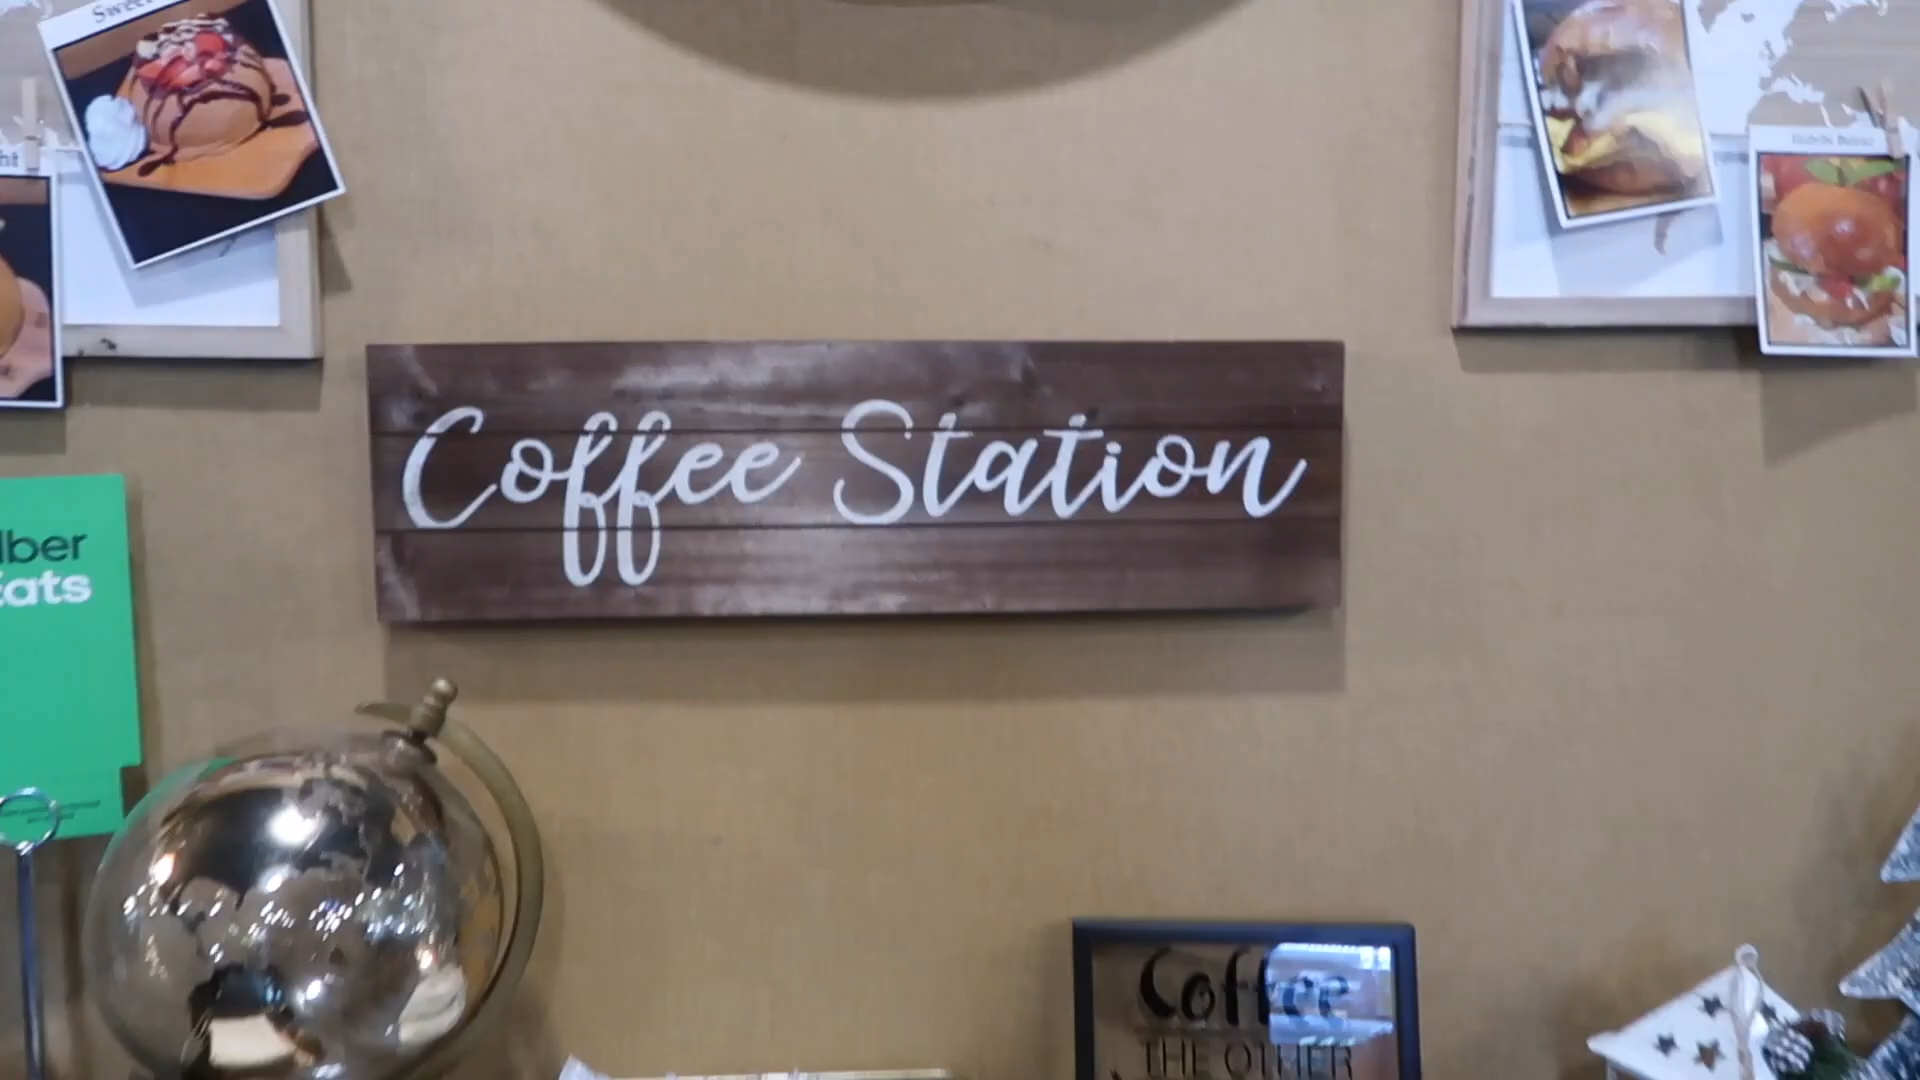 Coffee Station
Uber
Eats
Coffee
THE OTHER